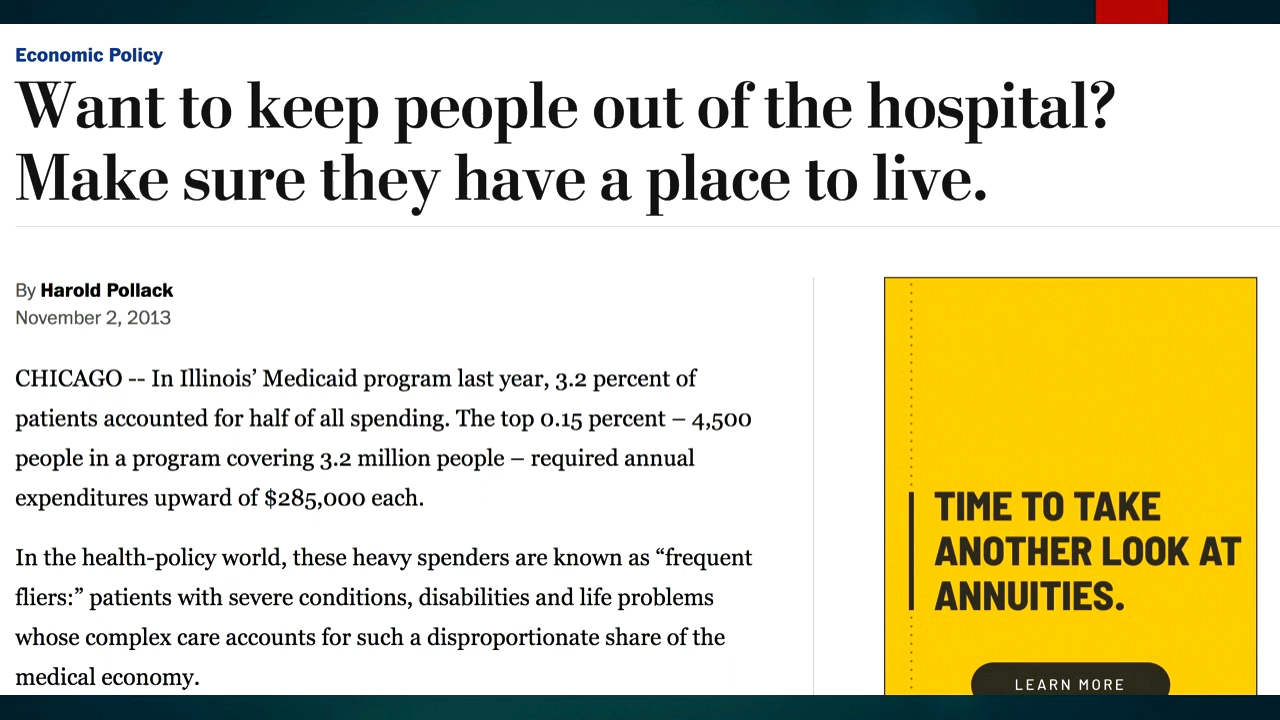 Economic Policy
Want to keep people out of the hospital?
Make sure they have a place to live.
By Harold Pollack
November 2, 2013
CHICAGO -- In Illinois’ Medicaid program last year, 3.2 percent of
patients accounted for half of all spending. The top 0.15 percent – 4,500
people in a program covering 3.2 million people – required annual
expenditures upward of $285,000 each.
In the health-policy world, these heavy spenders are known as “frequent
fliers:” patients with severe conditions, disabilities and life problems
whose complex care accounts for such a disproportionate share of the
medical economy.
TIME TO TAKE
ANOTHER LOOK AT
ANNUITIES.
LEARN MORE